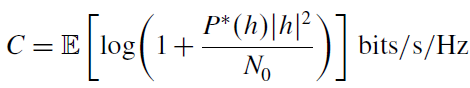 C = 𝔼[log(1 + P*(h)|h|²/N₀)] bits/s/Hz